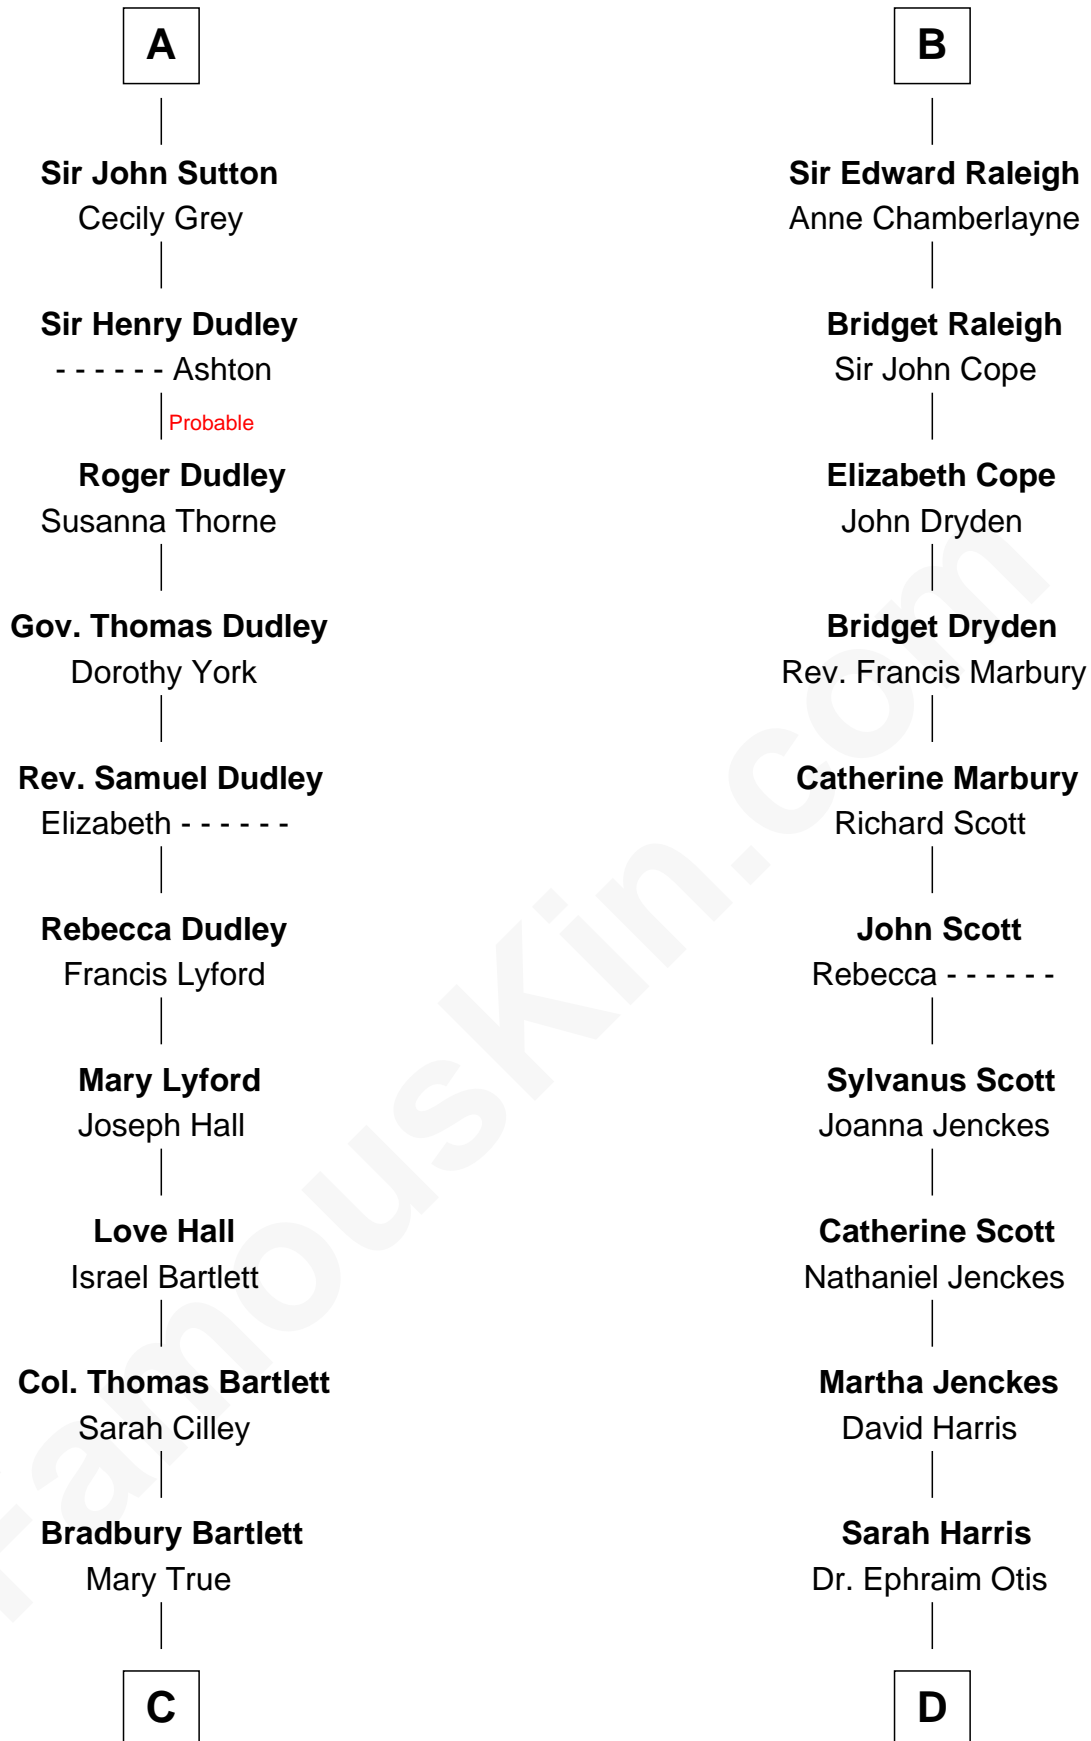 A
Sir John Sutton
Cecily Grey
Sir Henry Dudley
- - - - - - Ashton
Probable
Roger Dudley
Susanna Thorne
Gov. Thomas Dudley
Dorothy York
Rev. Samuel Dudley
Elizabeth - - - - - -
Rebecca Dudley
Francis Lyford
Mary Lyford
Joseph Hall
Love Hall
Israel Bartlett
Col. Thomas Bartlett
Sarah Cilley
Bradbury Bartlett
Mary True
C
B
Sir Edward Raleigh
Anne Chamberlayne
Bridget Raleigh
Sir John Cope
Elizabeth Cope
John Dryden
Bridget Dryden
Rev. Francis Marbury
Catherine Marbury
Richard Scott
John Scott
Rebecca - - - - - -
Sylvanus Scott
Joanna Jenckes
Catherine Scott
Nathaniel Jenckes
Martha Jenckes
David Harris
Sarah Harris
Dr. Ephraim Otis
D
FamousKin.com